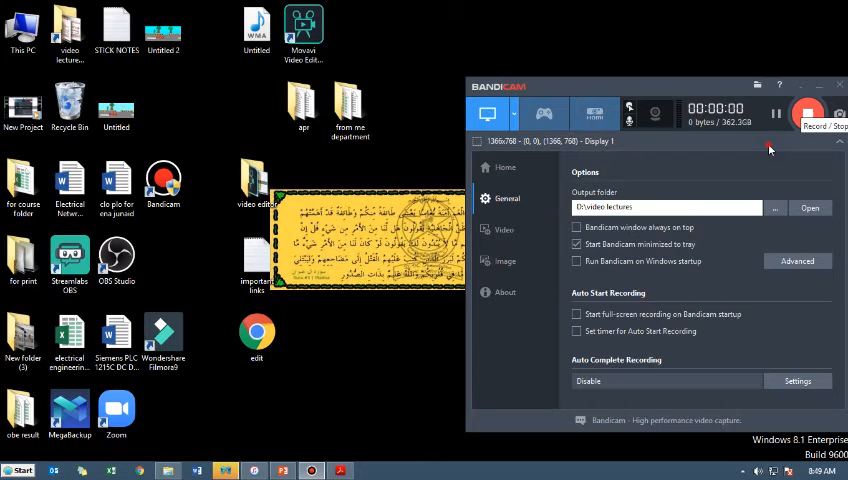 This PC
video lecture...
STICK NOTES
Untitled 2
Untitled
Movavi Video Edit...
WMA
New Project
Recycle Bin
Untitled
apr
from me department
for course folder
Electrical Netw...
clo plo for ena junaid
Bandicam
video editor
for print
Streamlabs OBS
OBS Studio
important links
New folder (3)
electrical engineerin...
Siemens PLC 1215C DC D...
Wondershare Filmora9
edit
obe result
MegaBackup
Zoom
BANDICAM
HDMI
00:00:00
0 bytes / 362.3GB
Record / Stop
1366x768 - (0, 0), (1366, 768) - Display 1
Home
General
Video
Image
About
Options
Output folder
D:\video lectures
...
Open
Bandicam window always on top
Start Bandicam minimized to tray
Run Bandicam on Windows startup
Advanced
Auto Start Recording
Start full-screen recording on Bandicam startup
Set timer for Auto Start Recording
Auto Complete Recording
Disable
Settings
Bandicam - High performance video capture.
Windows 8.1 Enterprise
Build 9600
Start
8:49 AM